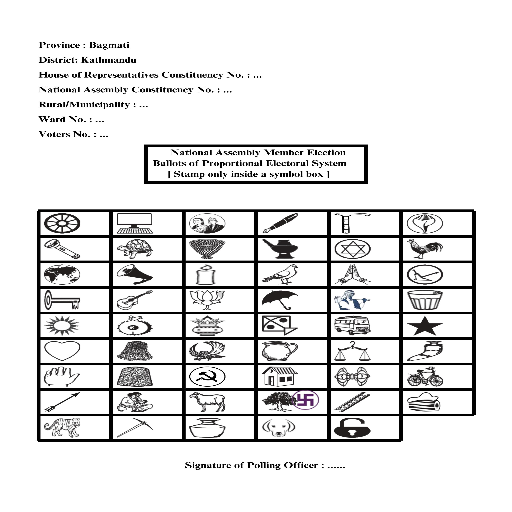 Province : Bagmati
District: Kathmandu
House of Representatives Constituency No. : ...
National Assembly Constituency No. : ...
Rural/Municipality : ...
Ward No. : ...
Voters No. : ...
National Assembly Member Election
Ballots of Proportional Electoral System
[ Stamp only inside a symbol box ]
Signature of Polling Officer : ......